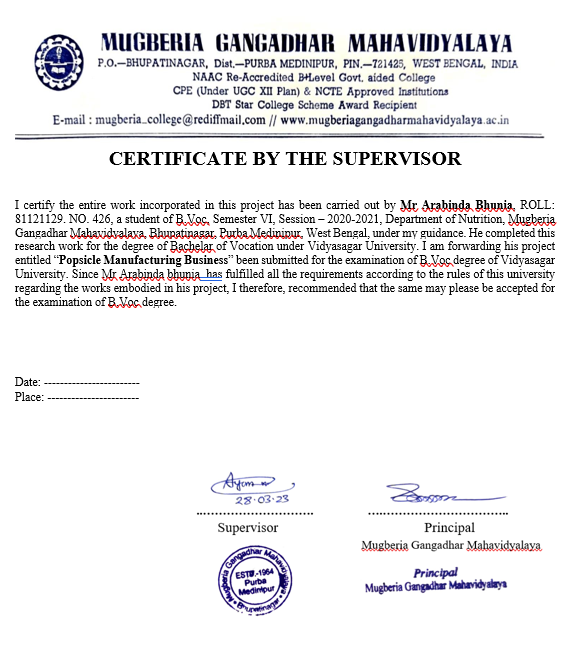 MUGBERIA GANGADHAR MAHAVIDYALAYA
P.O.—BHUPATINAGAR, Dist.—PURBA MEDINIPUR, PIN.—721425, WEST BENGAL, INDIA
NAAC Re-Accredited B+Level Govt. aided College
CPE (Under UGC XII Plan) & NCTE Approved Institutions
DBT Star College Scheme Award Recipient
E-mail : mugberia_college@rediffmail.com // www.mugberiagangadharmahavidyalaya.ac.in
CERTIFICATE BY THE SUPERVISOR
I certify the entire work incorporated in this project has been carried out by Mr Arabinda Bhunia, ROLL:
81121129. NO. 426, a student of B.Voc, Semester VI, Session – 2020-2021, Department of Nutrition, Mugberia
Gangadhar Mahavidyalaya, Bhupatinagar, Purba Medinipur, West Bengal, under my guidance. He completed this
research work for the degree of Bachelar of Vocation under Vidyasagar University. I am forwarding his project
entitled “Popsicle Manufacturing Business” been submitted for the examination of B.Voc degree of Vidyasagar
University. Since Mr Arabinda bhunia has fulfilled all the requirements according to the rules of this university
regarding the works embodied in his project, I therefore, recommended that the same may please be accepted for
the examination of B.Voc degree.
Date: ------------------------
Place: -----------------------
28.03.23
Supervisor
Principal
Mugberia Gangadhar Mahavidyalaya
Mugberia Gangadhar Mahavidyalaya
ESTD.-1964
Purba
Medinipur
Bhupatinagar
Principal
Mugberia Gangadhar Mahavidyalaya